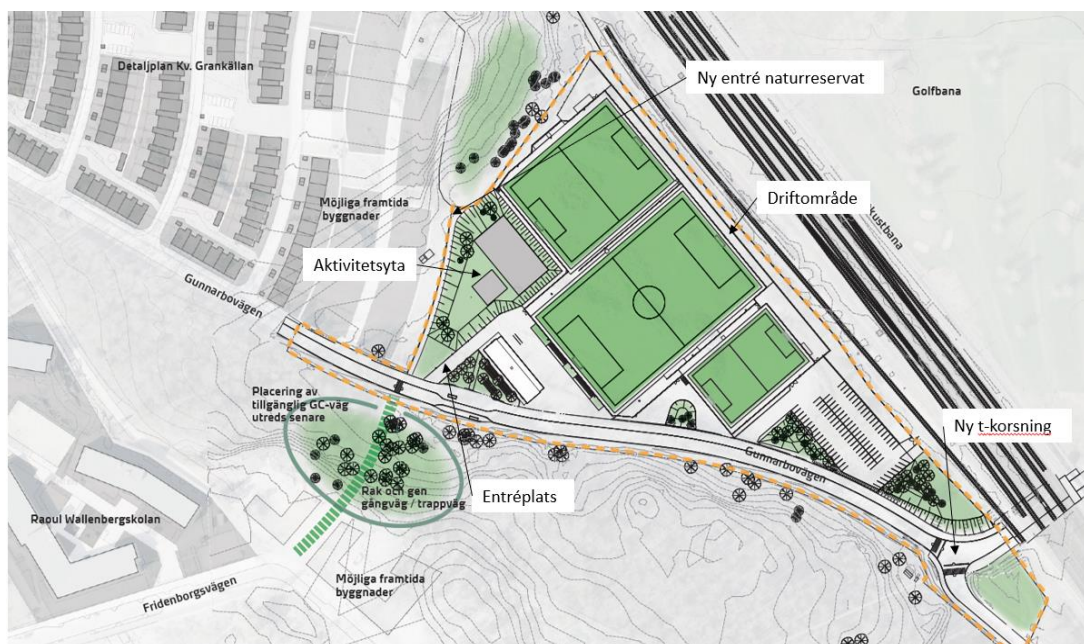 Detaljplan Kv. Grankällan
Ny entré naturreservat
Golfbana
Driftområde
Möjliga framtida
byggnader
kustbana
Aktivitetsyta
Gunnarbovägen
Placering av
tillgänglig GC-väg
utreds senare
Ny t-korsning
Gunnarbovägen
Entréplats
Rak och gen
gångväg / trappväg
Raoul Wallenbergskolan
Möjliga framtida
byggnader
Fridenborgsvägen